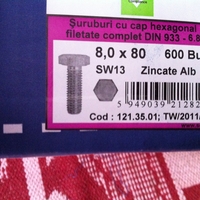 Șuruburi cu cap hexagonal
filetate complet DIN 933 - 6.8
8,0 x 80 600 Bu
SW13 Zincate Alb
5 949039 21282
Cod : 121.35.01; TW/2011/